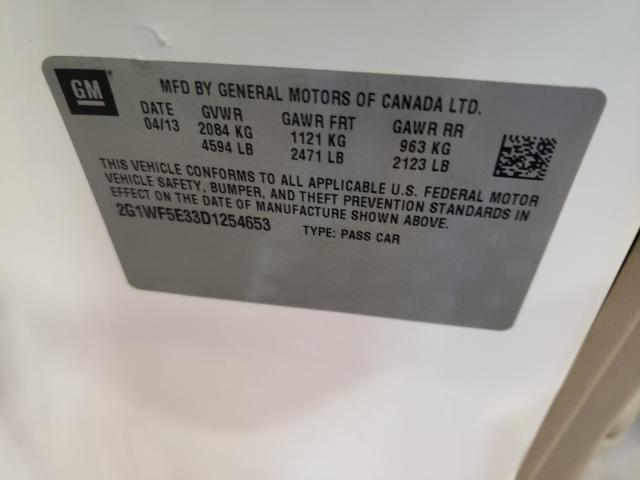 GM
MFD BY GENERAL MOTORS OF CANADA LTD.
DATE GVWR GAWR FRT GAWR RR
04/13 2084 KG 1121 KG 963 KG
4594 LB 2471 LB 2123 LB
THIS VEHICLE CONFORMS TO ALL APPLICABLE U.S. FEDERAL MOTOR
VEHICLE SAFETY, BUMPER, AND THEFT PREVENTION STANDARDS IN
EFFECT ON THE DATE OF MANUFACTURE SHOWN ABOVE.
2G1WF5E33D1254653 TYPE: PASS CAR